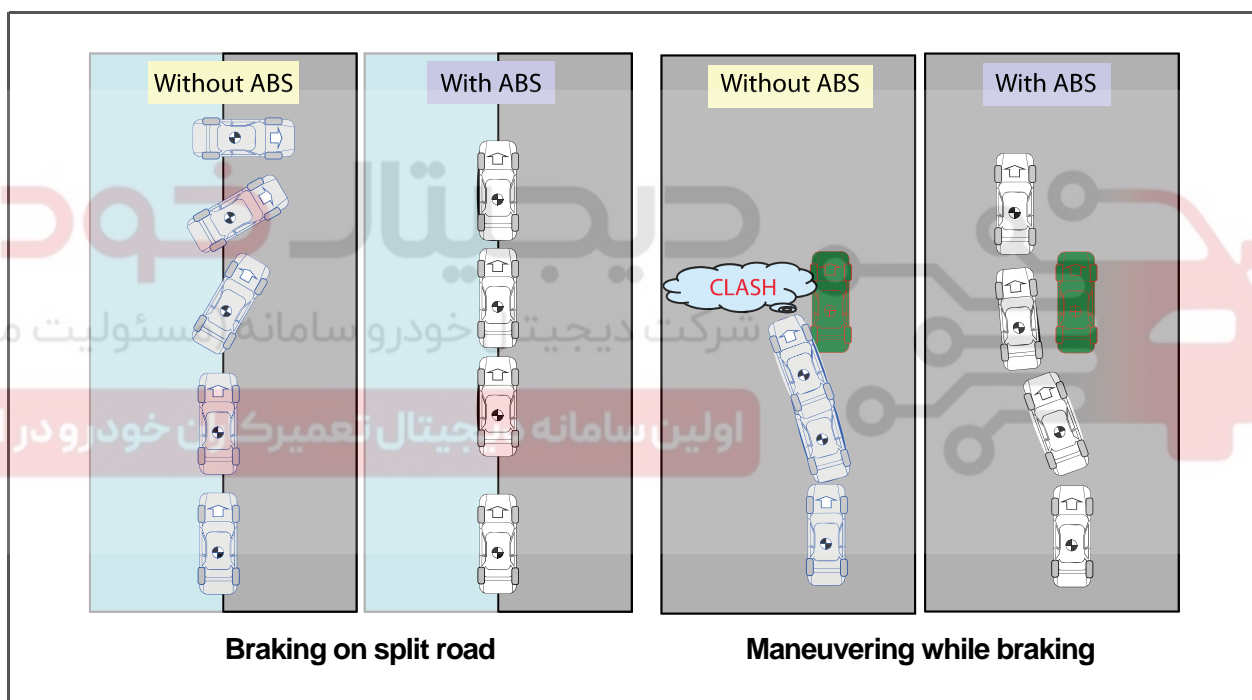 Without ABS
With ABS
Without ABS
With ABS
CLASH
دیجیتال خود
شرکت دیجیتال خودرو سامانه مسئولیت م
اولین سامانه دیجیتال تعمیرکاران خودرو در ا
Braking on split road
Maneuvering while braking